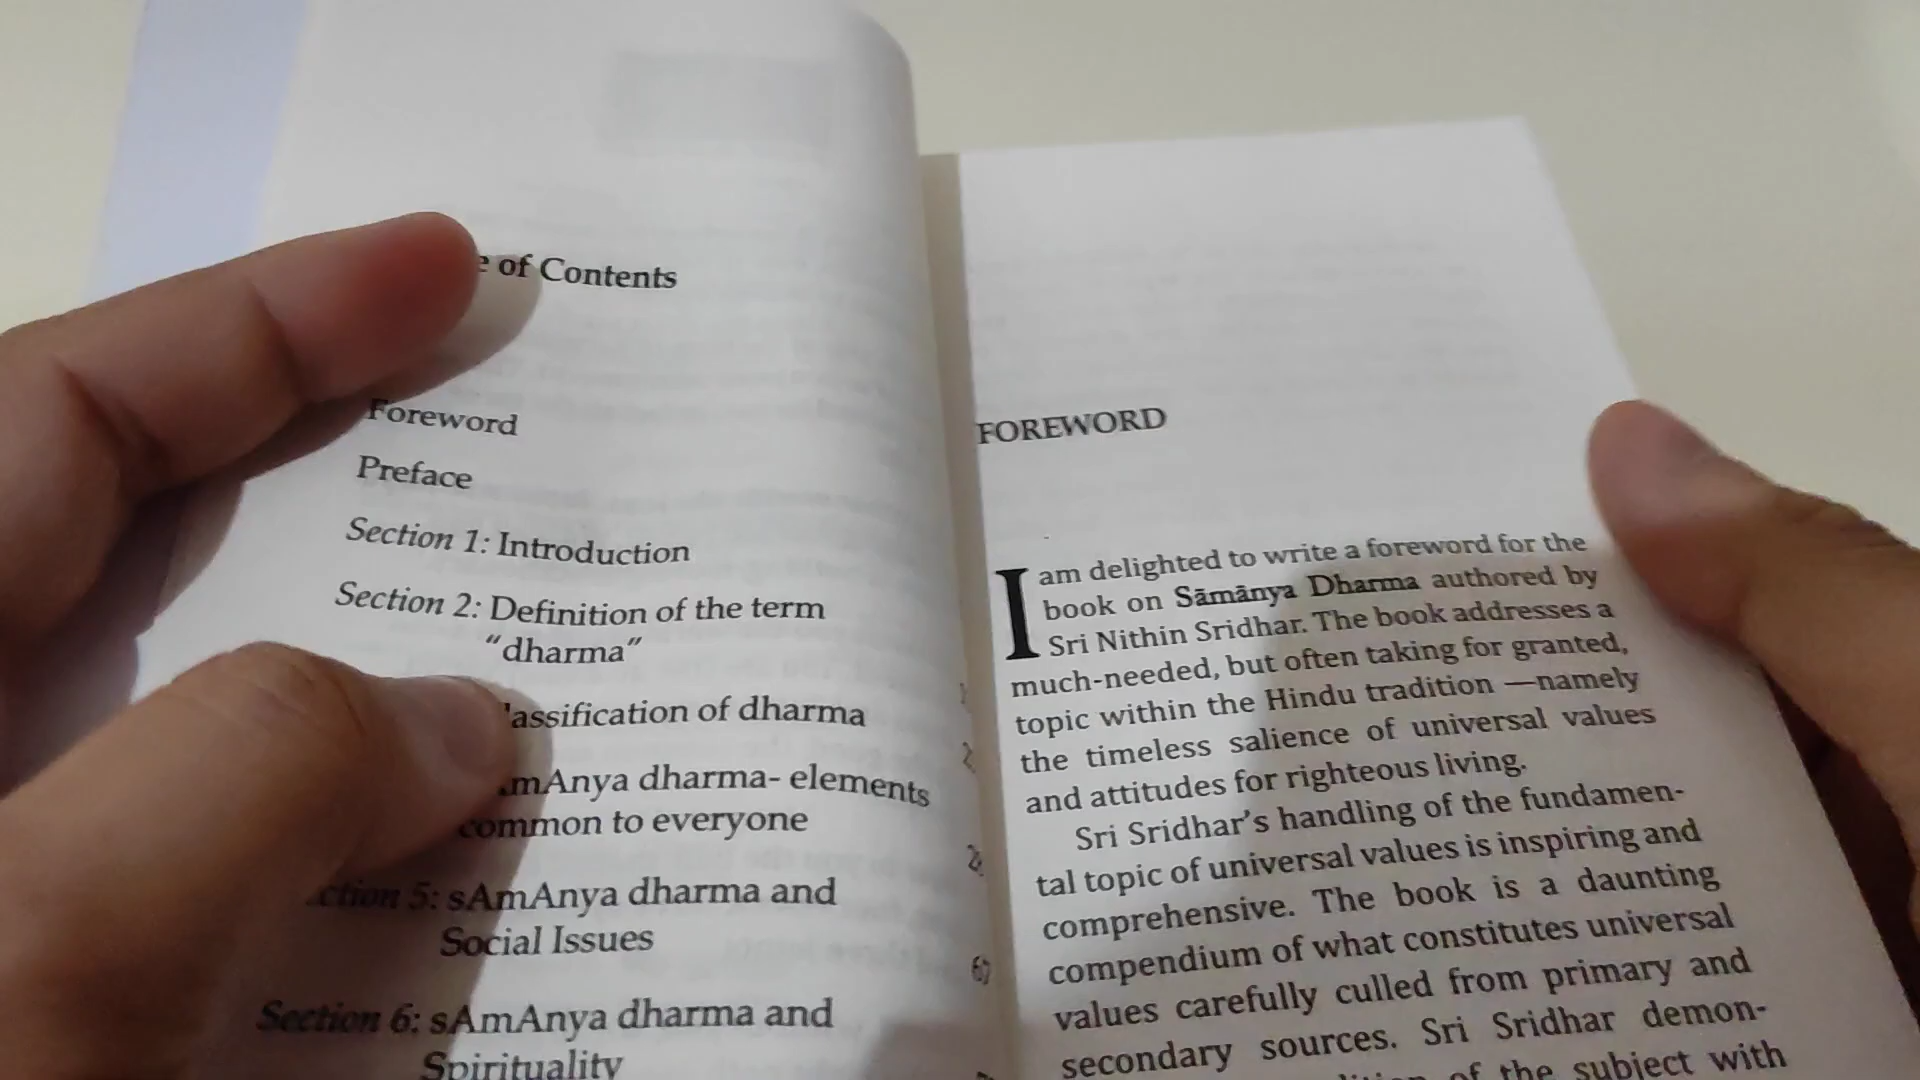 of Contents
Foreword
Preface
Section 1: Introduction
Section 2: Definition of the term
"dharma"
lassification of dharma
mAnya dharma- elements
common to everyone
ction 5: sAmAnya dharma and
Social Issues
Section 6: sAmAnya dharma and
Spirituality
FOREWORD
I am delighted to write a foreword for the
book on Sāmānya Dharma authored by
Sri Nithin Sridhar. The book addresses a
much-needed, but often taking for granted,
topic within the Hindu tradition —namely
the timeless salience of universal values
and attitudes for righteous living.
Sri Sridhar's handling of the fundamen-
tal topic of universal values is inspiring and
comprehensive. The book is a daunting
compendium of what constitutes universal
values carefully culled from primary and
secondary sources. Sri Sridhar demon-
of the subject with